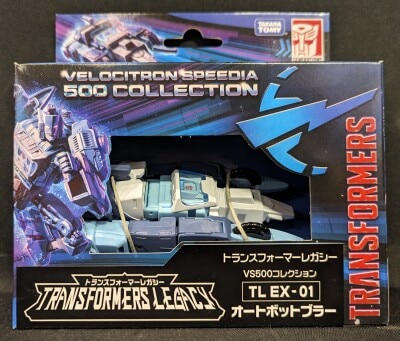 TAKARA
TOMY
VELOCITRON SPEEDIA
500 COLLECTION
TRANSFORMERS
トランスフォーマーレガシー
VS500コレクション
TL EX-01
オートボットブラー
トランスフォーマーレガシー
TRANSFORMERS LEGACY